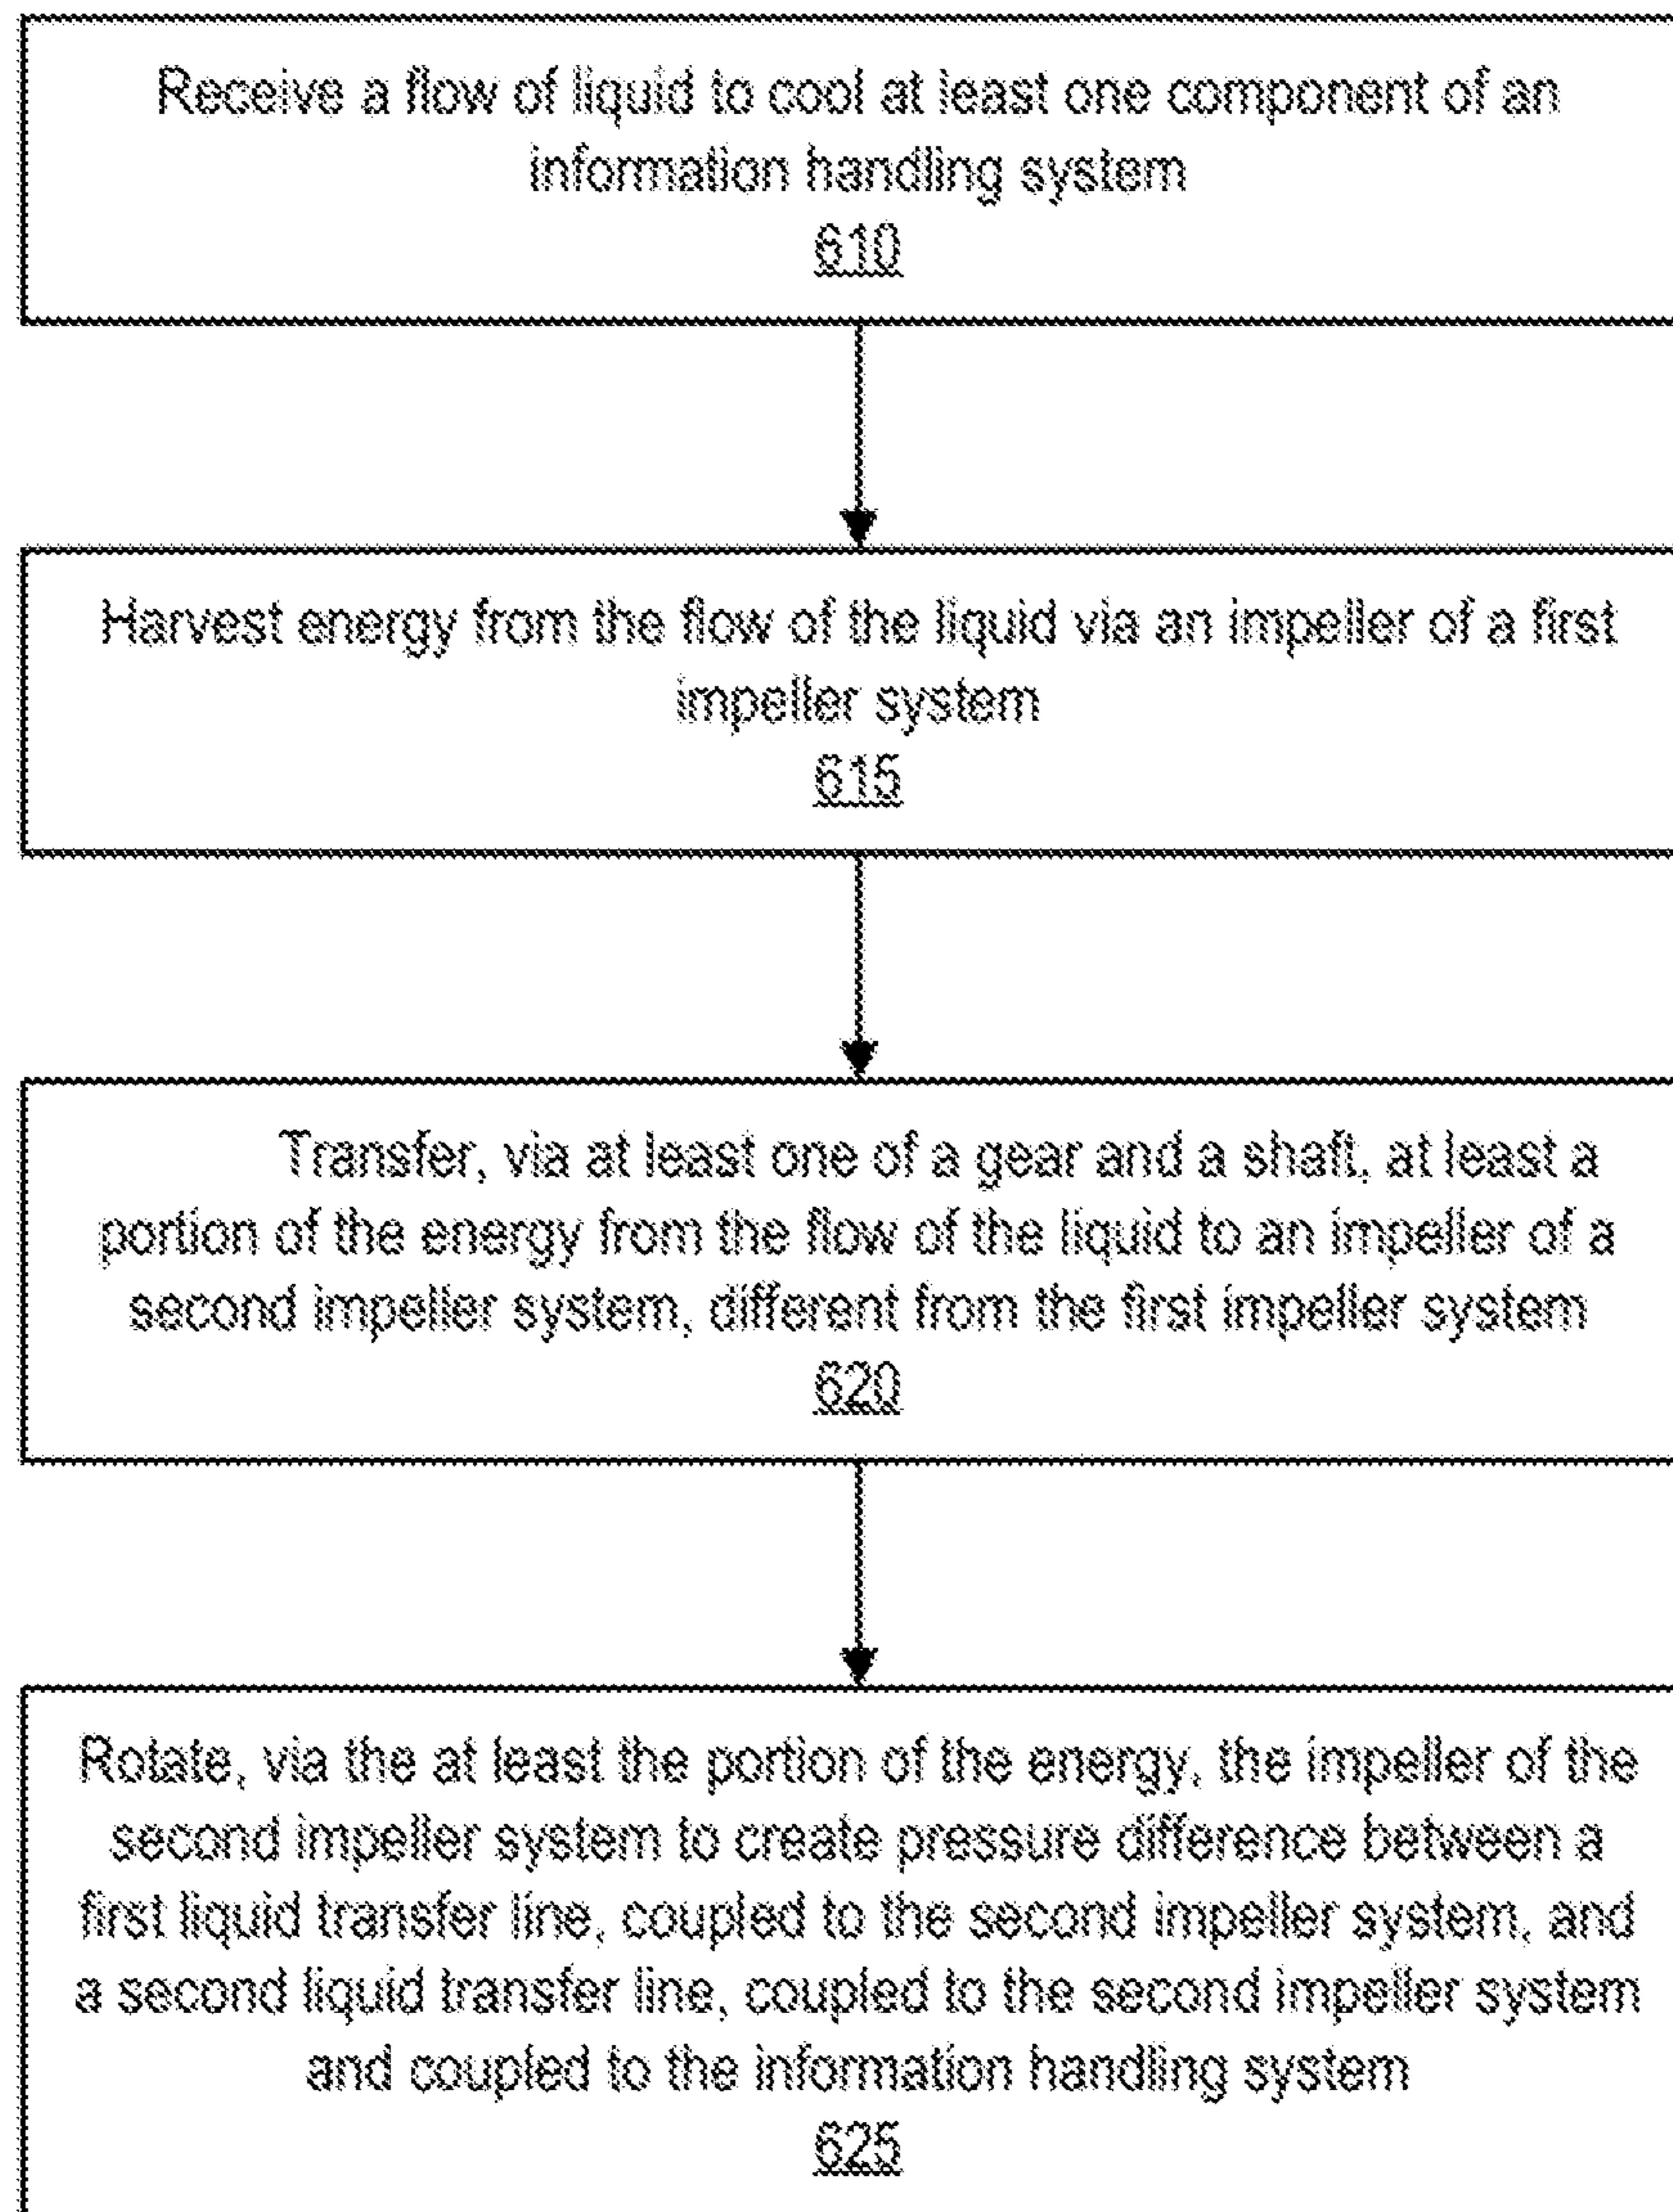 Receive a flow of liquid to cool at least one component of an
information handling system
610
Harvest energy from the flow of the liquid via an impeller of a first
impeller system
615
Transfer, via at least one of a gear and a shaft, at least a
portion of the energy from the flow of the liquid to an impeller of a
second impeller system, different from the first impeller system
620
Rotate, via the at least the portion of the energy, the impeller of the
second impeller system to create pressure difference between a
first liquid transfer line, coupled to the second impeller system, and
a second liquid transfer line, coupled to the second impeller system
and coupled to the information handling system
625